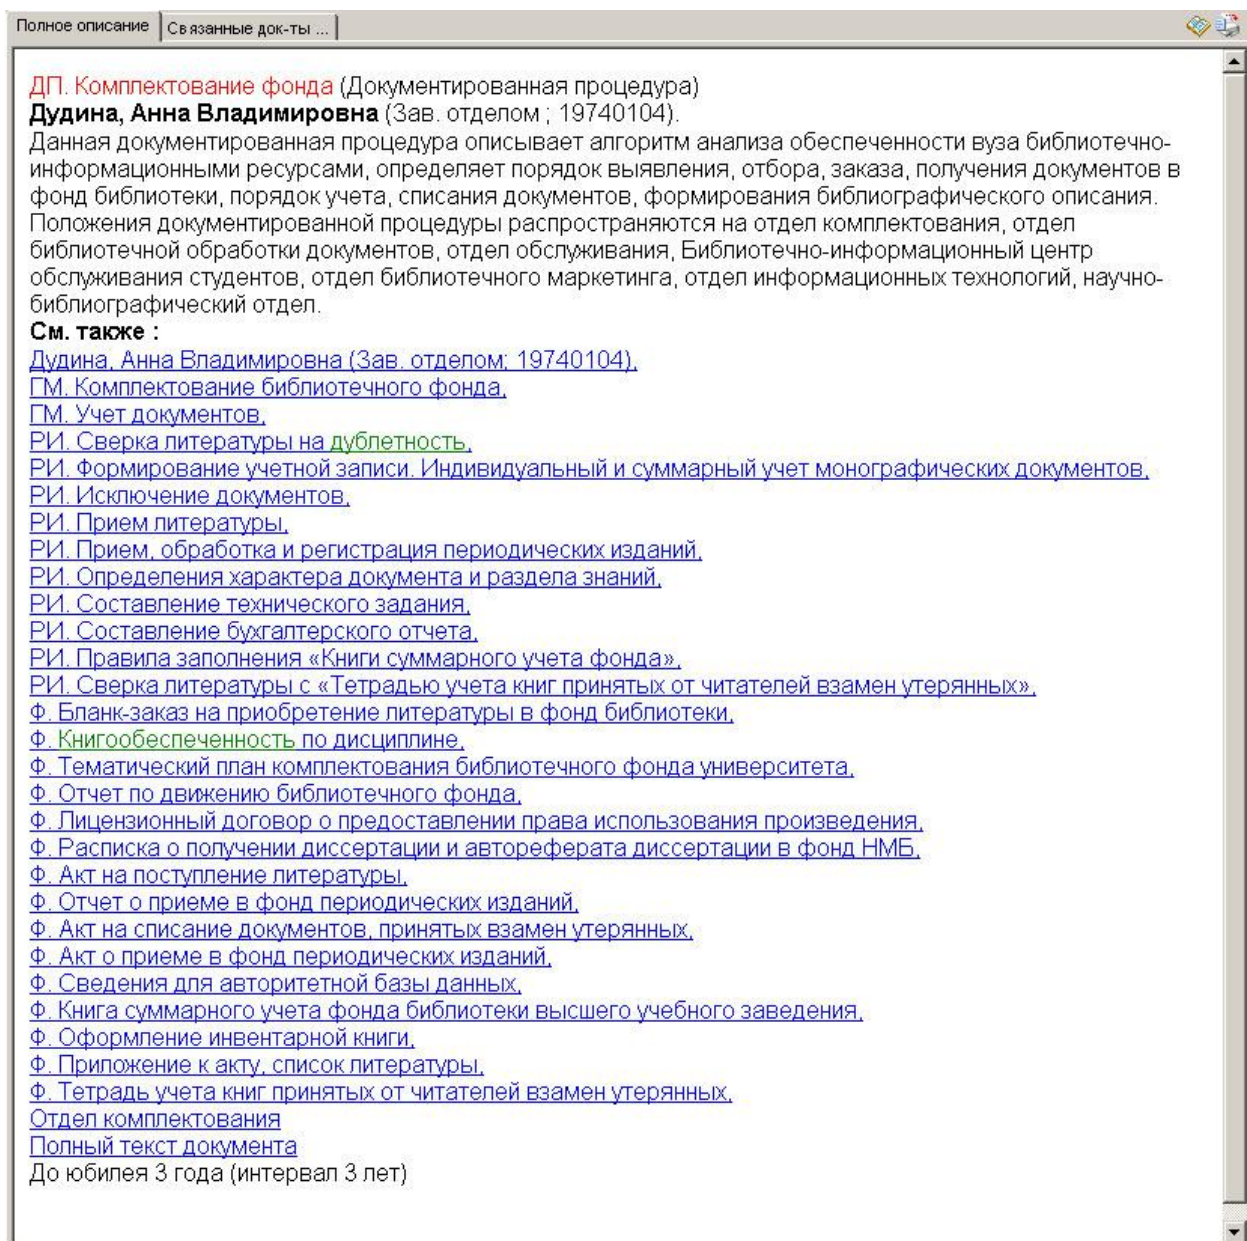 Полное описание Связанные док-ты ...
ДП. Комплектование фонда (Документированная процедура)
Дудина, Анна Владимировна (Зав. отделом ; 19740104).
Данная документированная процедура описывает алгоритм анализа обеспеченности вуза библиотечно-
информационными ресурсами, определяет порядок выявления, отбора, заказа, получения документов в
фонд библиотеки, порядок учета, списания документов, формирования библиографического описания.
Положения документированной процедуры распространяются на отдел комплектования, отдел
библиотечной обработки документов, отдел обслуживания, Библиотечно-информационный центр
обслуживания студентов, отдел библиотечного маркетинга, отдел информационных технологий, научно-
библиографический отдел.
См. также :
Дудина, Анна Владимировна (Зав. отделом; 19740104),
ГМ. Комплектование библиотечного фонда,
ГМ. Учет документов,
РИ. Сверка литературы на дублетность,
РИ. Формирование учетной записи. Индивидуальный и суммарный учет монографических документов,
РИ. Исключение документов,
РИ. Прием литературы,
РИ. Прием, обработка и регистрация периодических изданий,
РИ. Определения характера документа и раздела знаний,
РИ. Составление технического задания,
РИ. Составление бухгалтерского отчета,
РИ. Правила заполнения «Книги суммарного учета фонда»,
РИ. Сверка литературы с «Тетрадью учета книг принятых от читателей взамен утерянных»,
Ф. Бланк-заказ на приобретение литературы в фонд библиотеки,
Ф. Книгообеспеченность по дисциплине,
Ф. Тематический план комплектования библиотечного фонда университета,
Ф. Отчет по движению библиотечного фонда,
Ф. Лицензионный договор о предоставлении права использования произведения,
Ф. Расписка о получении диссертации и автореферата диссертации в фонд НМБ,
Ф. Акт на поступление литературы,
Ф. Отчет о приеме в фонд периодических изданий,
Ф. Акт на списание документов, принятых взамен утерянных,
Ф. Акт о приеме в фонд периодических изданий,
Ф. Сведения для авторитетной базы данных,
Ф. Книга суммарного учета фонда библиотеки высшего учебного заведения,
Ф. Оформление инвентарной книги,
Ф. Приложение к акту, список литературы,
Ф. Тетрадь учета книг принятых от читателей взамен утерянных,
Отдел комплектования
Полный текст документа
До юбилея 3 года (интервал 3 лет)